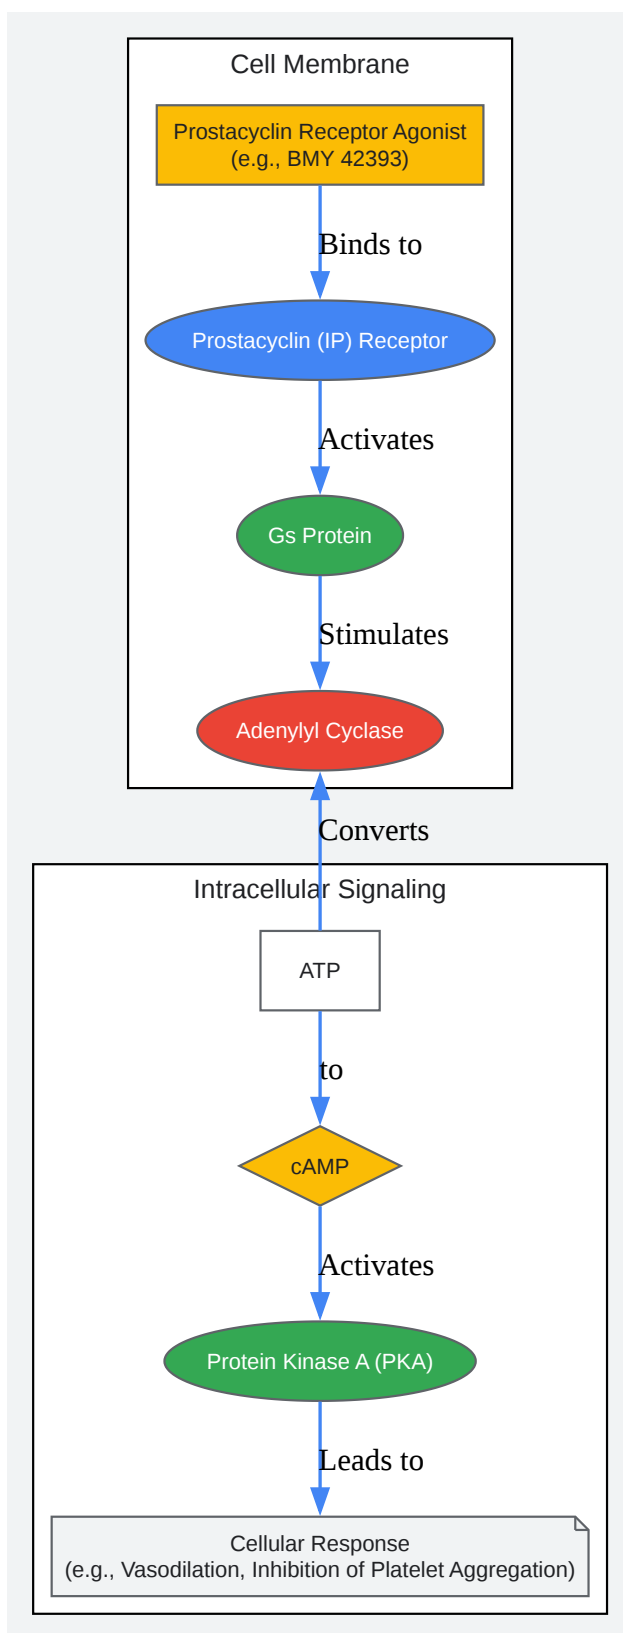 Cell Membrane
Prostacyclin Receptor Agonist
(e.g., BMY 42393)
Binds to
Prostacyclin (IP) Receptor
Activates
Gs Protein
Stimulates
Adenylyl Cyclase
Converts
Intracellular Signaling
ATP
to
cAMP
Activates
Protein Kinase A (PKA)
Leads to
Cellular Response
(e.g., Vasodilation, Inhibition of Platelet Aggregation)